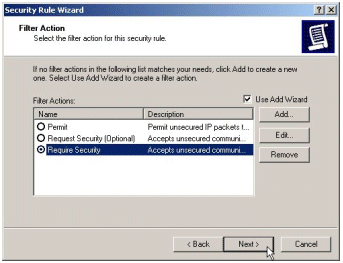 Security Rule Wizard
Filter Action
Select the filter action for this security rule.
If no filter actions in the following list matches your needs, click Add to create a new
one. Select Use Add Wizard to create a filter action.
Filter Actions:
Use Add Wizard
Name Description
Permit Permit unsecured IP packets t...
Request Security (Optional) Accepts unsecured communi...
Require Security Accepts unsecured communi...
Add...
Edit...
Remove
< Back Next > Cancel